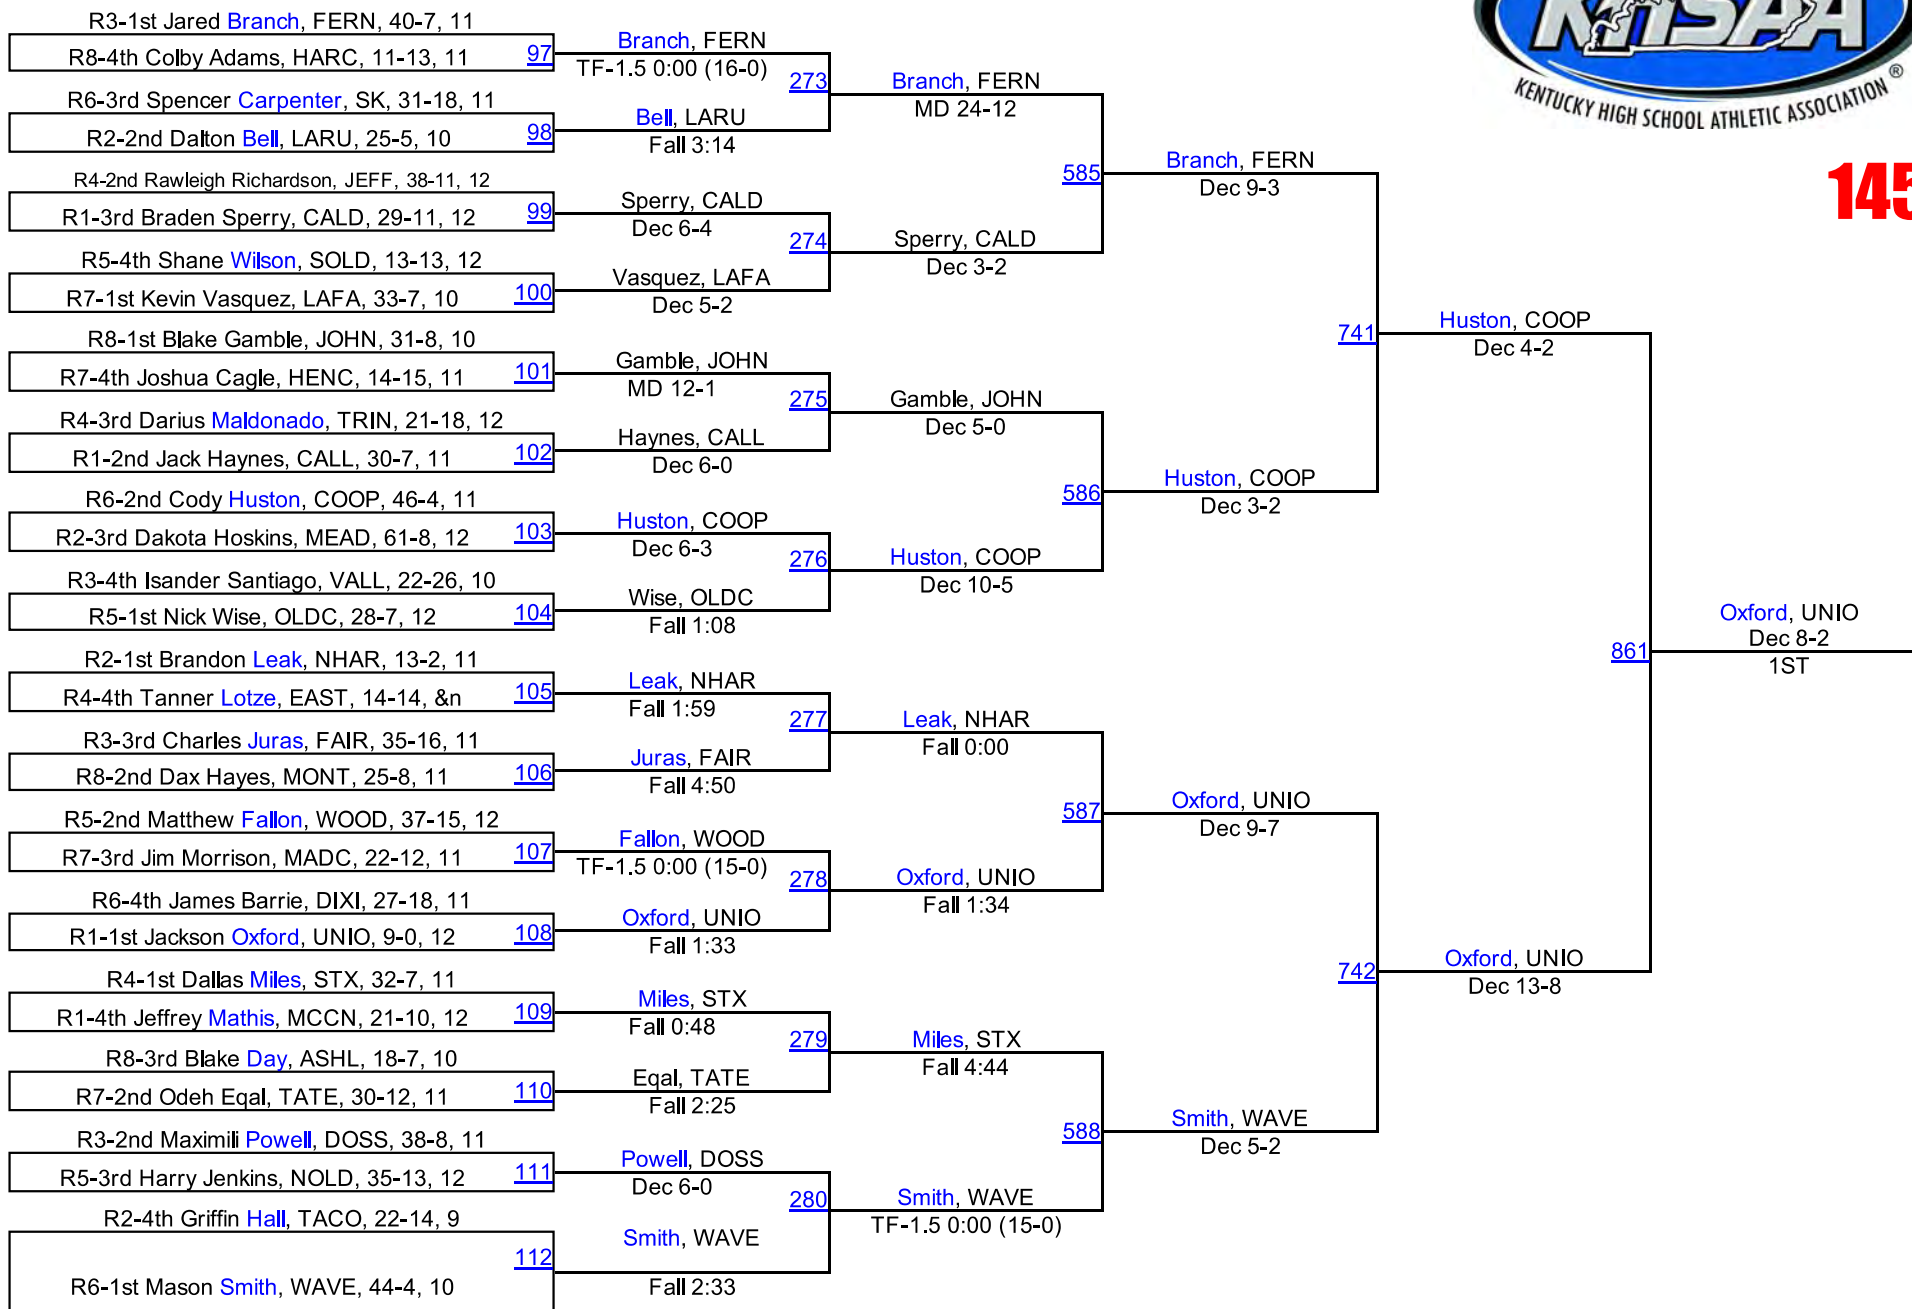 R3-1st Jared Branch, FERN, 40-7, 11
R8-4th Colby Adams, HARC, 11-13, 11
97
R6-3rd Spencer Carpenter, SK, 31-18, 11
R2-2nd Dalton Bell, LARU, 25-5, 10
98
R4-2nd Rawleigh Richardson, JEFF, 38-11, 12
R1-3rd Braden Sperry, CALD, 29-11, 12
99
R5-4th Shane Wilson, SOLD, 13-13, 12
R7-1st Kevin Vasquez, LAFA, 33-7, 10
100
R8-1st Blake Gamble, JOHN, 31-8, 10
R7-4th Joshua Cagle, HENC, 14-15, 11
101
R4-3rd Darius Maldonado, TRIN, 21-18, 12
R1-2nd Jack Haynes, CALL, 30-7, 11
102
R6-2nd Cody Huston, COOP, 46-4, 11
R2-3rd Dakota Hoskins, MEAD, 61-8, 12
103
R3-4th Isander Santiago, VALL, 22-26, 10
R5-1st Nick Wise, OLDC, 28-7, 12
104
R2-1st Brandon Leak, NHAR, 13-2, 11
R4-4th Tanner Lotze, EAST, 14-14, &n
105
R3-3rd Charles Juras, FAIR, 35-16, 11
R8-2nd Dax Hayes, MONT, 25-8, 11
106
R5-2nd Matthew Fallon, WOOD, 37-15, 12
R7-3rd Jim Morrison, MADC, 22-12, 11
107
R6-4th James Barrie, DIXI, 27-18, 11
R1-1st Jackson Oxford, UNIO, 9-0, 12
108
R4-1st Dallas Miles, STX, 32-7, 11
R1-4th Jeffrey Mathis, MCCN, 21-10, 12
109
R8-3rd Blake Day, ASHL, 18-7, 10
R7-2nd Odeh Eqal, TATE, 30-12, 11
110
R3-2nd Maximili Powell, DOSS, 38-8, 11
R5-3rd Harry Jenkins, NOLD, 35-13, 12
111
R2-4th Griffin Hall, TACO, 22-14, 9
R6-1st Mason Smith, WAVE, 44-4, 10
112
Branch, FERN
TF-1.5 0:00 (16-0)
273
Bell, LARU
Fall 3:14
Sperry, CALD
Dec 6-4
274
Vasquez, LAFA
Dec 5-2
Gamble, JOHN
MD 12-1
275
Haynes, CALL
Dec 6-0
Huston, COOP
Dec 6-3
276
Wise, OLDC
Fall 1:08
Leak, NHAR
Fall 1:59
277
Juras, FAIR
Fall 4:50
Fallon, WOOD
TF-1.5 0:00 (15-0)
278
Oxford, UNIO
Fall 1:33
Miles, STX
Fall 0:48
279
Eqal, TATE
Fall 2:25
Powell, DOSS
Dec 6-0
280
Smith, WAVE
Fall 2:33
Branch, FERN
MD 24-12
585
Sperry, CALD
Dec 3-2
Gamble, JOHN
Dec 5-0
586
Huston, COOP
Dec 10-5
Leak, NHAR
Fall 0:00
587
Oxford, UNIO
Fall 1:34
Miles, STX
Fall 4:44
588
Smith, WAVE
TF-1.5 0:00 (15-0)
Branch, FERN
Dec 9-3
741
Huston, COOP
Dec 3-2
Oxford, UNIO
Dec 9-7
742
Smith, WAVE
Dec 5-2
Huston, COOP
Dec 4-2
861
Oxford, UNIO
Dec 13-8
Oxford, UNIO
Dec 8-2
1ST
KHSAA
KENTUCKY HIGH SCHOOL ATHLETIC ASSOCIATION ®
145